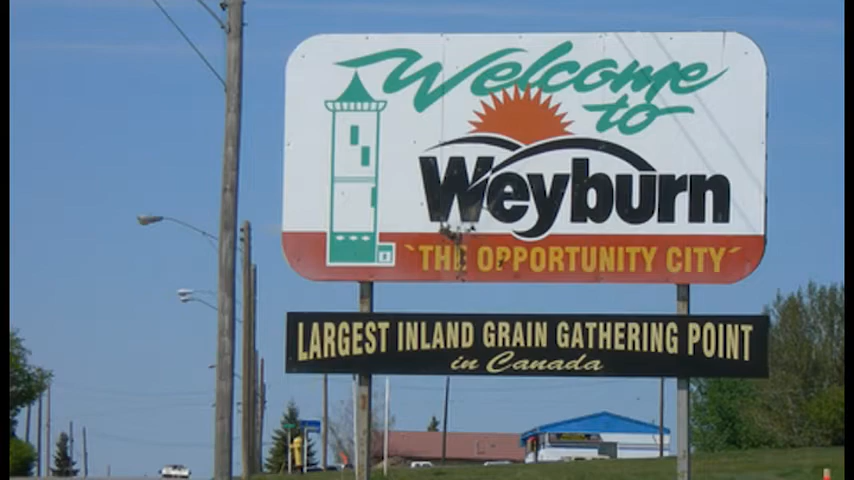 Welcome
to
Weyburn
`THE OPPORTUNITY CITY´
LARGEST INLAND GRAIN GATHERING POINT
in Canada